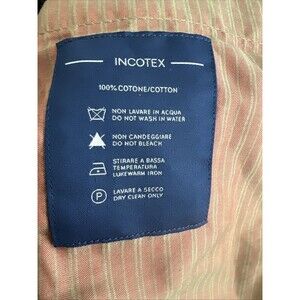 INCOTEX
100% COTONE/COTTON
NON LAVARE IN ACQUA
DO NOT WASH IN WATER
NON CANDEGGIARE
DO NOT BLEACH
STIRARE A BASSA
TEMPERATURA
LUKEWARM IRON
P
LAVARE A SECCO
DRY CLEAN ONLY